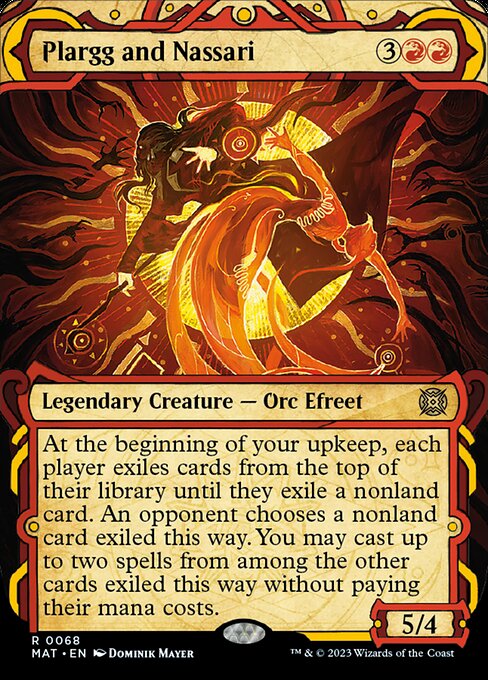 Plargg and Nassari 3
Legendary Creature — Orc Efreet
At the beginning of your upkeep, each
player exiles cards from the top of
their library until they exile a nonland
card. An opponent chooses a nonland
card exiled this way. You may cast up
to two spells from among the other
cards exiled this way without paying
their mana costs.
5/4
R 0068
MAT • EN DOMINIK MAYER
™ & © 2023 Wizards of the Coast